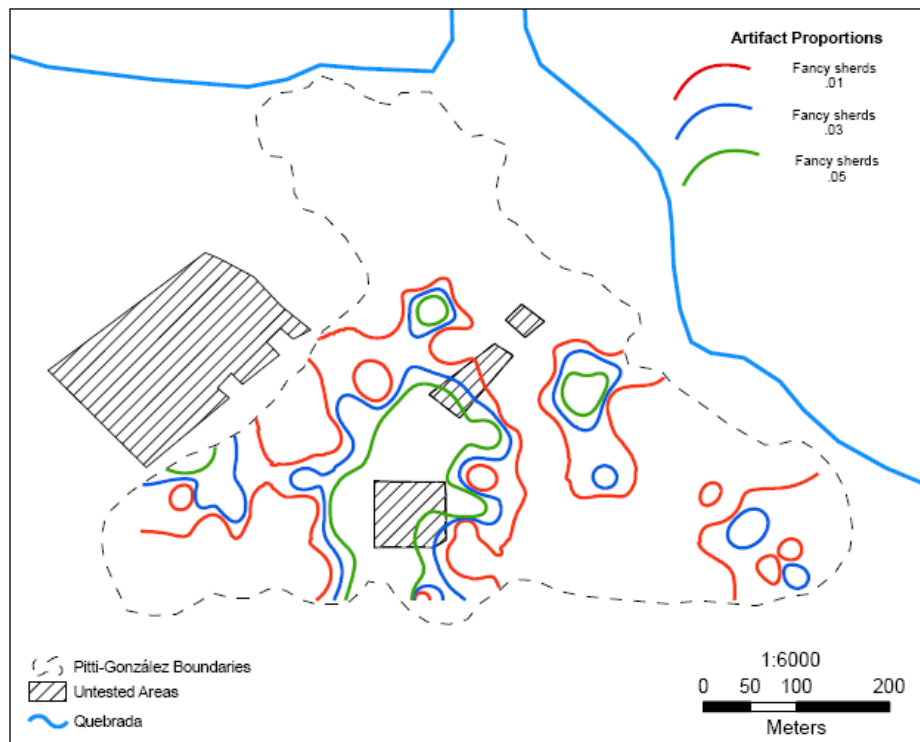 Artifact Proportions
Fancy sherds
.01
Fancy sherds
.03
Fancy sherds
.05
Pitti-González Boundaries
Untested Areas
Quebrada
1:6000
0 50 100 200
Meters